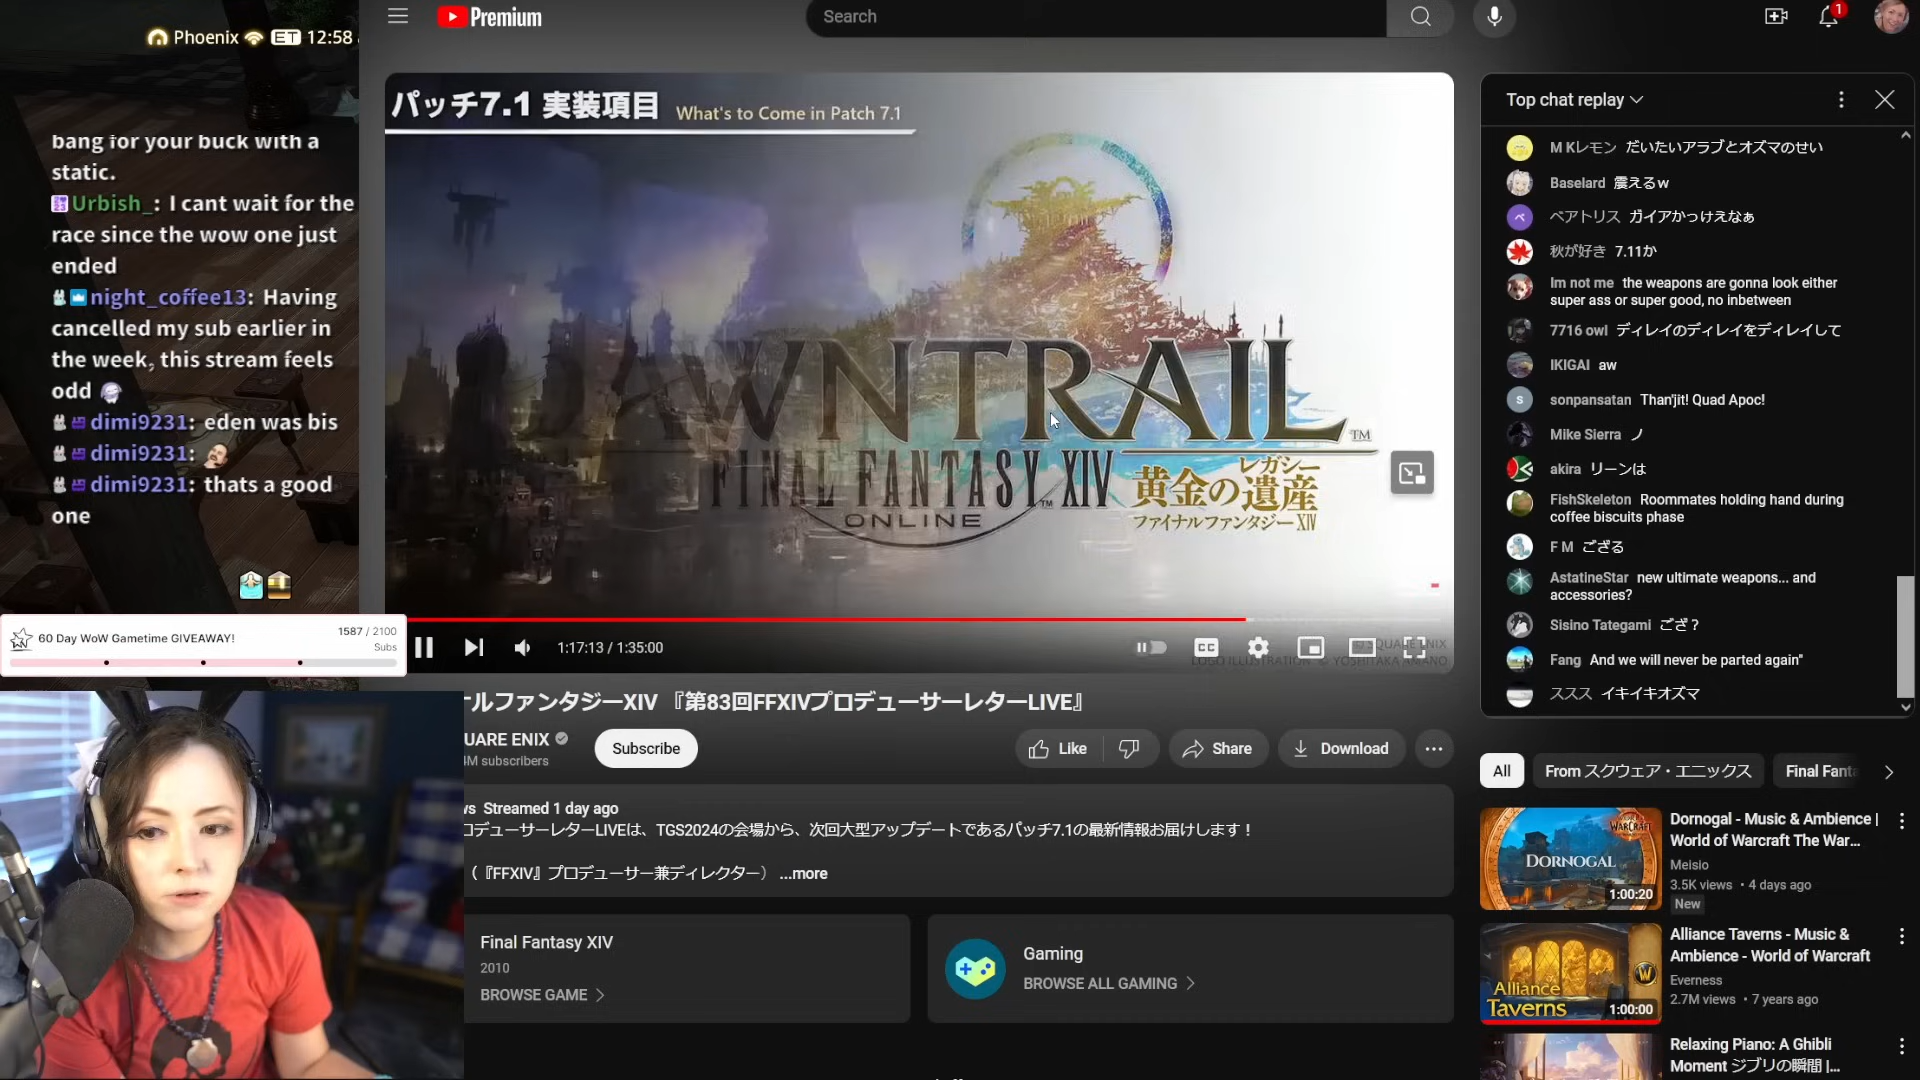 Phoenix ET 12:58
bang for your buck with a
static.
Urbish_: I cant wait for the
race since the wow one just
ended
night_coffee13: Having
cancelled my sub earlier in
the week, this stream feels
odd
dimi9231: eden was bis
dimi9231:
dimi9231: thats a good
one
60 Day WoW Gametime GIVEAWAY!
1587 / 2100
Subs
Premium
Search
1
パッチ7.1 実装項目 What's to Come in Patch 7.1
DAWNTRAIL TM
FINAL FANTASY XIV TM
ONLINE
レガシー
黄金の遺産
ファイナルファンタジーXIV
1:17:13 / 1:35:00
CC
© SQUARE ENIX
LOGO ILLUSTRATION: © YOSHITAKA AMANO
ナルファンタジーXIV 『第83回FFXIVプロデューサーレターLIVE』
UARE ENIX
4M subscribers
Subscribe
Like
Share
Download
ws Streamed 1 day ago
ロデューサーレターLIVEは、TGS2024の会場から、次回大型アップデートであるパッチ7.1の最新情報お届けします！
（『FFXIV』プロデューサー兼ディレクター） ...more
Final Fantasy XIV
2010
BROWSE GAME
Gaming
BROWSE ALL GAMING
Top chat replay
M Kレモン だいたいアラブとオズマのせい
Baselard 震えるw
ベ
ベアトリス ガイアかっけえなぁ
秋が好き 7.11か
Im not me the weapons are gonna look either
super ass or super good, no inbetween
7716 owl ディレイのディレイをディレイして
IKIGAI aw
s
sonpansatan Than'jit! Quad Apoc!
Mike Sierra ノ
akira リーンは
FishSkeleton Roommates holding hand during
coffee biscuits phase
F M ござる
AstatineStar new ultimate weapons... and
accessories?
Sisino Tategami ござ？
Fang And we will never be parted again"
ススス イキイキオズマ
All
From スクウェア・エニックス
Final Fanta
WARCRAFT
DORNOGAL
1:00:20
Dornogal - Music & Ambience |
World of Warcraft The War...
Meisio
3.5K views • 4 days ago
New
Alliance
Taverns
1:00:00
Alliance Taverns - Music &
Ambience - World of Warcraft
Everness
2.7M views • 7 years ago
Relaxing Piano: A Ghibli
Moment ジブリの瞬間 |...